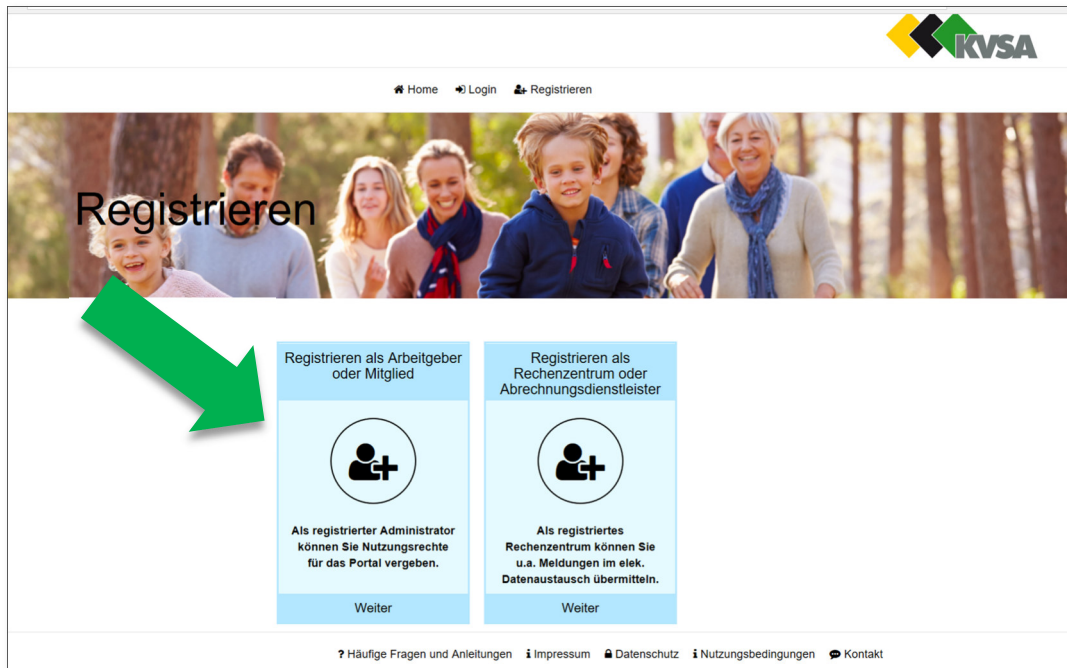 KVSA
Home Login Registrieren
Registrieren
Registrieren als Arbeitgeber
oder Mitglied
Als registrierter Administrator
können Sie Nutzungsrechte
für das Portal vergeben.
Weiter
Registrieren als
Rechenzentrum oder
Abrechnungsdienstleister
Als registriertes
Rechenzentrum können Sie
u.a. Meldungen im elek.
Datenaustausch übermitteln.
Weiter
? Häufige Fragen und Anleitungen i Impressum Datenschutz i Nutzungsbedingungen Kontakt